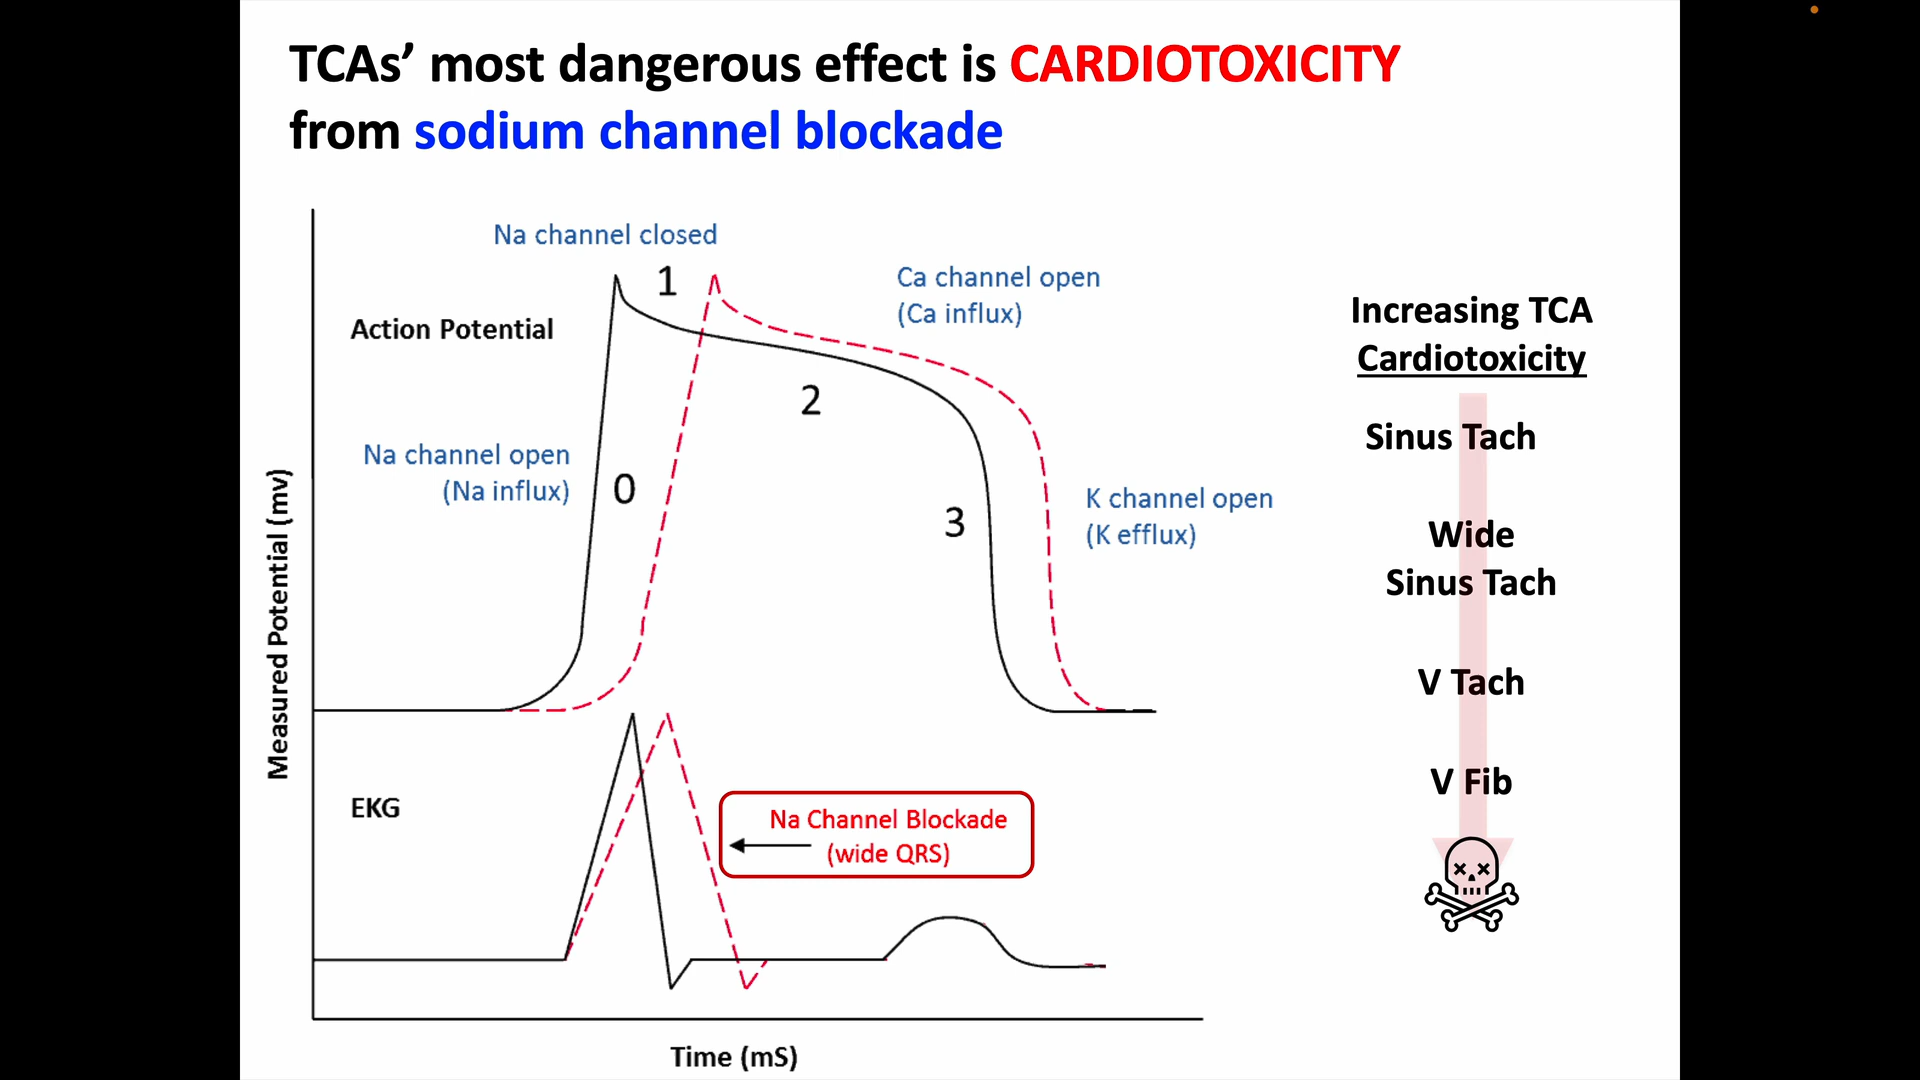 TCAs’ most dangerous effect is CARDIOTOXICITY
from sodium channel blockade
Na channel closed
1
Action Potential
Ca channel open
(Ca influx)
2
Na channel open
(Na influx)
0
3
K channel open
(K efflux)
Measured Potential (mv)
EKG
Na Channel Blockade
(wide QRS)
Time (mS)
Increasing TCA
Cardiotoxicity
Sinus Tach
Wide
Sinus Tach
V Tach
V Fib